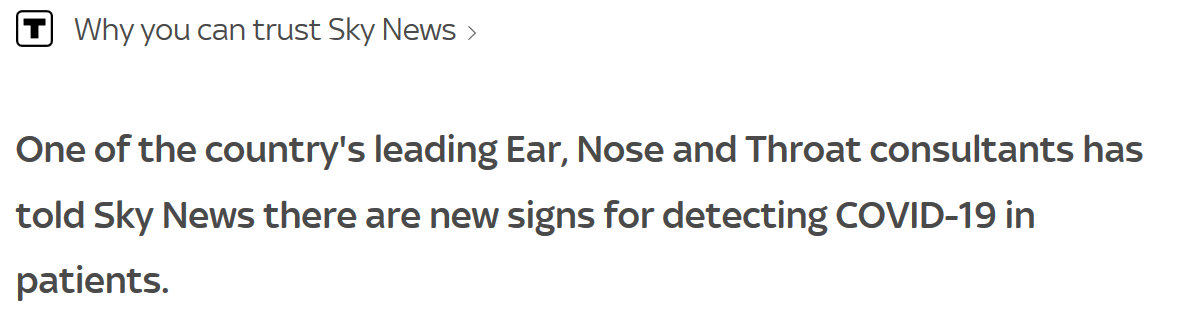 T Why you can trust Sky News >
One of the country's leading Ear, Nose and Throat consultants has
told Sky News there are new signs for detecting COVID-19 in
patients.